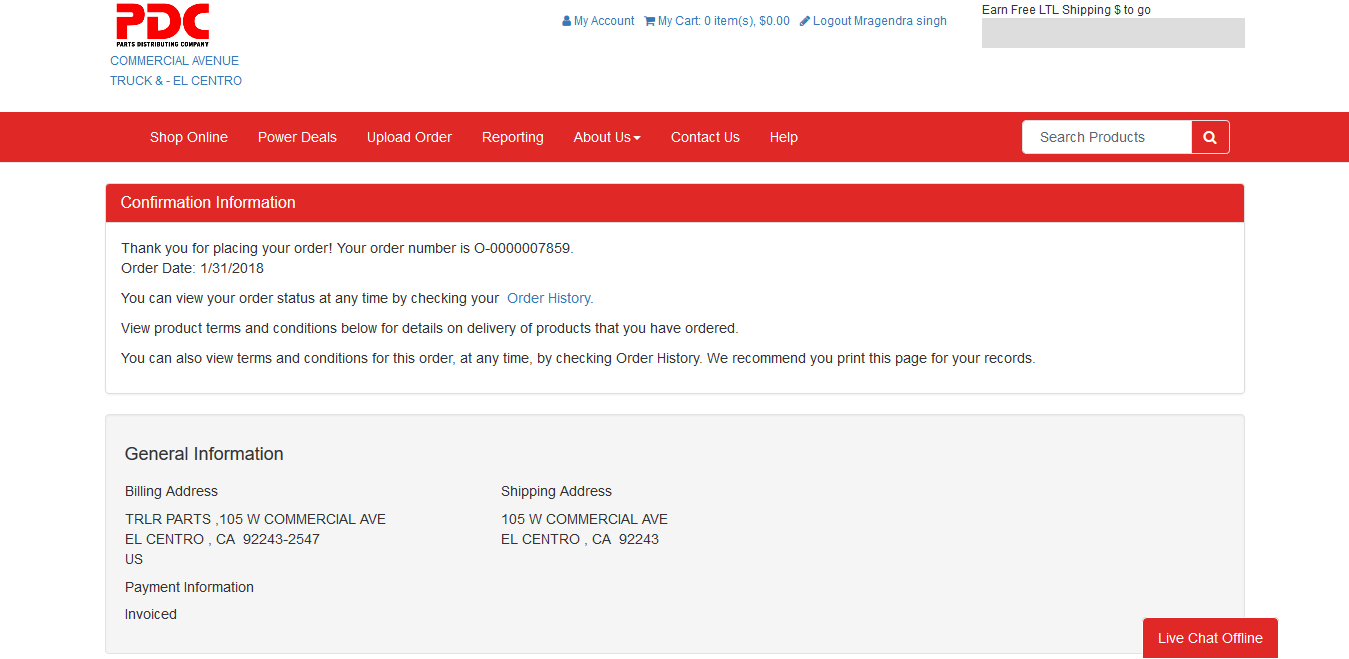 PDC
PARTS DISTRIBUTING COMPANY
COMMERCIAL AVENUE
TRUCK & - EL CENTRO
My Account My Cart: 0 item(s), $0.00 Logout Mragendra singh
Earn Free LTL Shipping $ to go
Shop Online Power Deals Upload Order Reporting About Us Contact Us Help Search Products
Confirmation Information
Thank you for placing your order! Your order number is O-0000007859.
Order Date: 1/31/2018
You can view your order status at any time by checking your Order History.
View product terms and conditions below for details on delivery of products that you have ordered.
You can also view terms and conditions for this order, at any time, by checking Order History. We recommend you print this page for your records.
General Information
Billing Address
TRLR PARTS ,105 W COMMERCIAL AVE
EL CENTRO , CA 92243-2547
US
Shipping Address
105 W COMMERCIAL AVE
EL CENTRO , CA 92243
Payment Information
Invoiced
Live Chat Offline